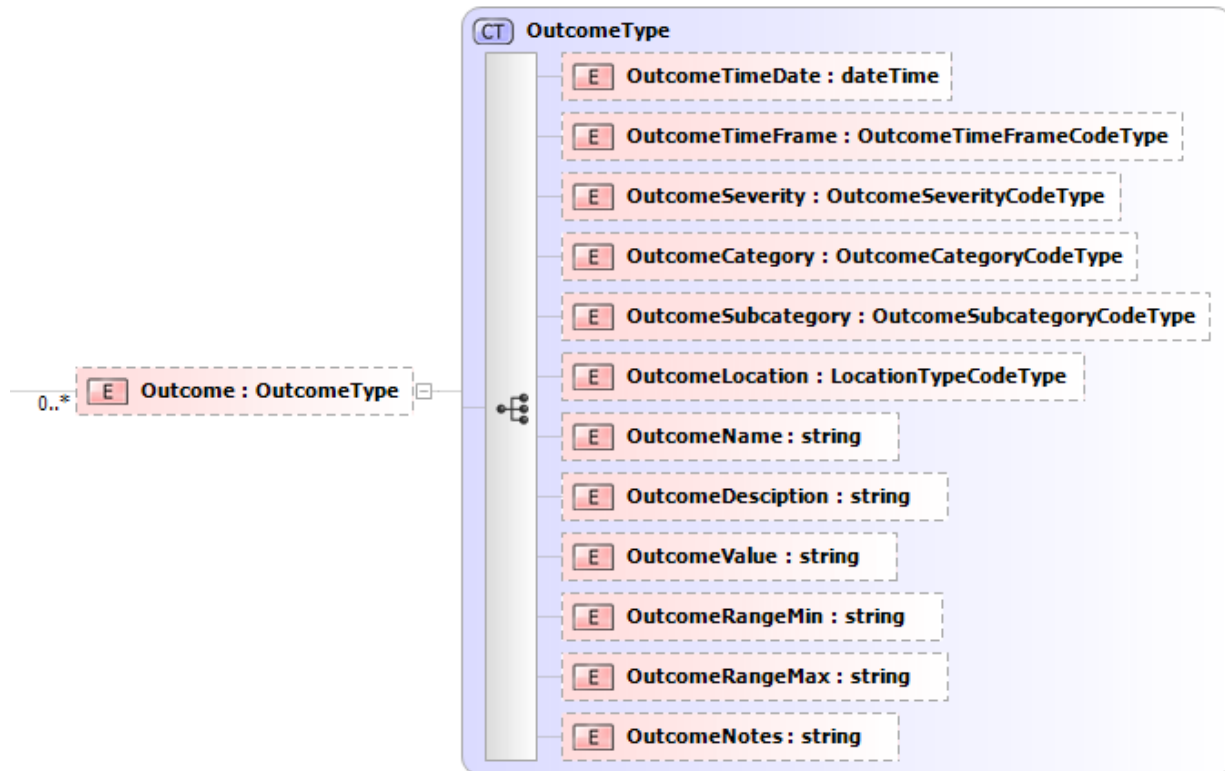 CT OutcomeType
E OutcomeTimeDate : dateTime
E OutcomeTimeFrame : OutcomeTimeFrameCodeType
E OutcomeSeverity : OutcomeSeverityCodeType
E OutcomeCategory : OutcomeCategoryCodeType
E OutcomeSubcategory : OutcomeSubcategoryCodeType
E OutcomeLocation : LocationTypeCodeType
0..* E Outcome : OutcomeType
E OutcomeName : string
E OutcomeDesciption : string
E OutcomeValue : string
E OutcomeRangeMin : string
E OutcomeRangeMax : string
E OutcomeNotes : string